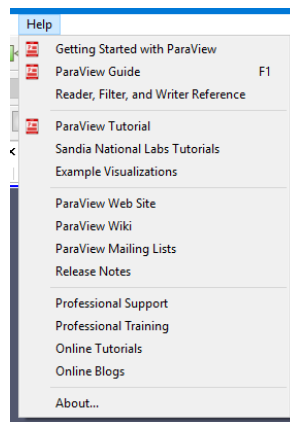 Help
Getting Started with ParaView
ParaView Guide F1
Reader, Filter, and Writer Reference
ParaView Tutorial
Sandia National Labs Tutorials
Example Visualizations
ParaView Web Site
ParaView Wiki
ParaView Mailing Lists
Release Notes
Professional Support
Professional Training
Online Tutorials
Online Blogs
About...